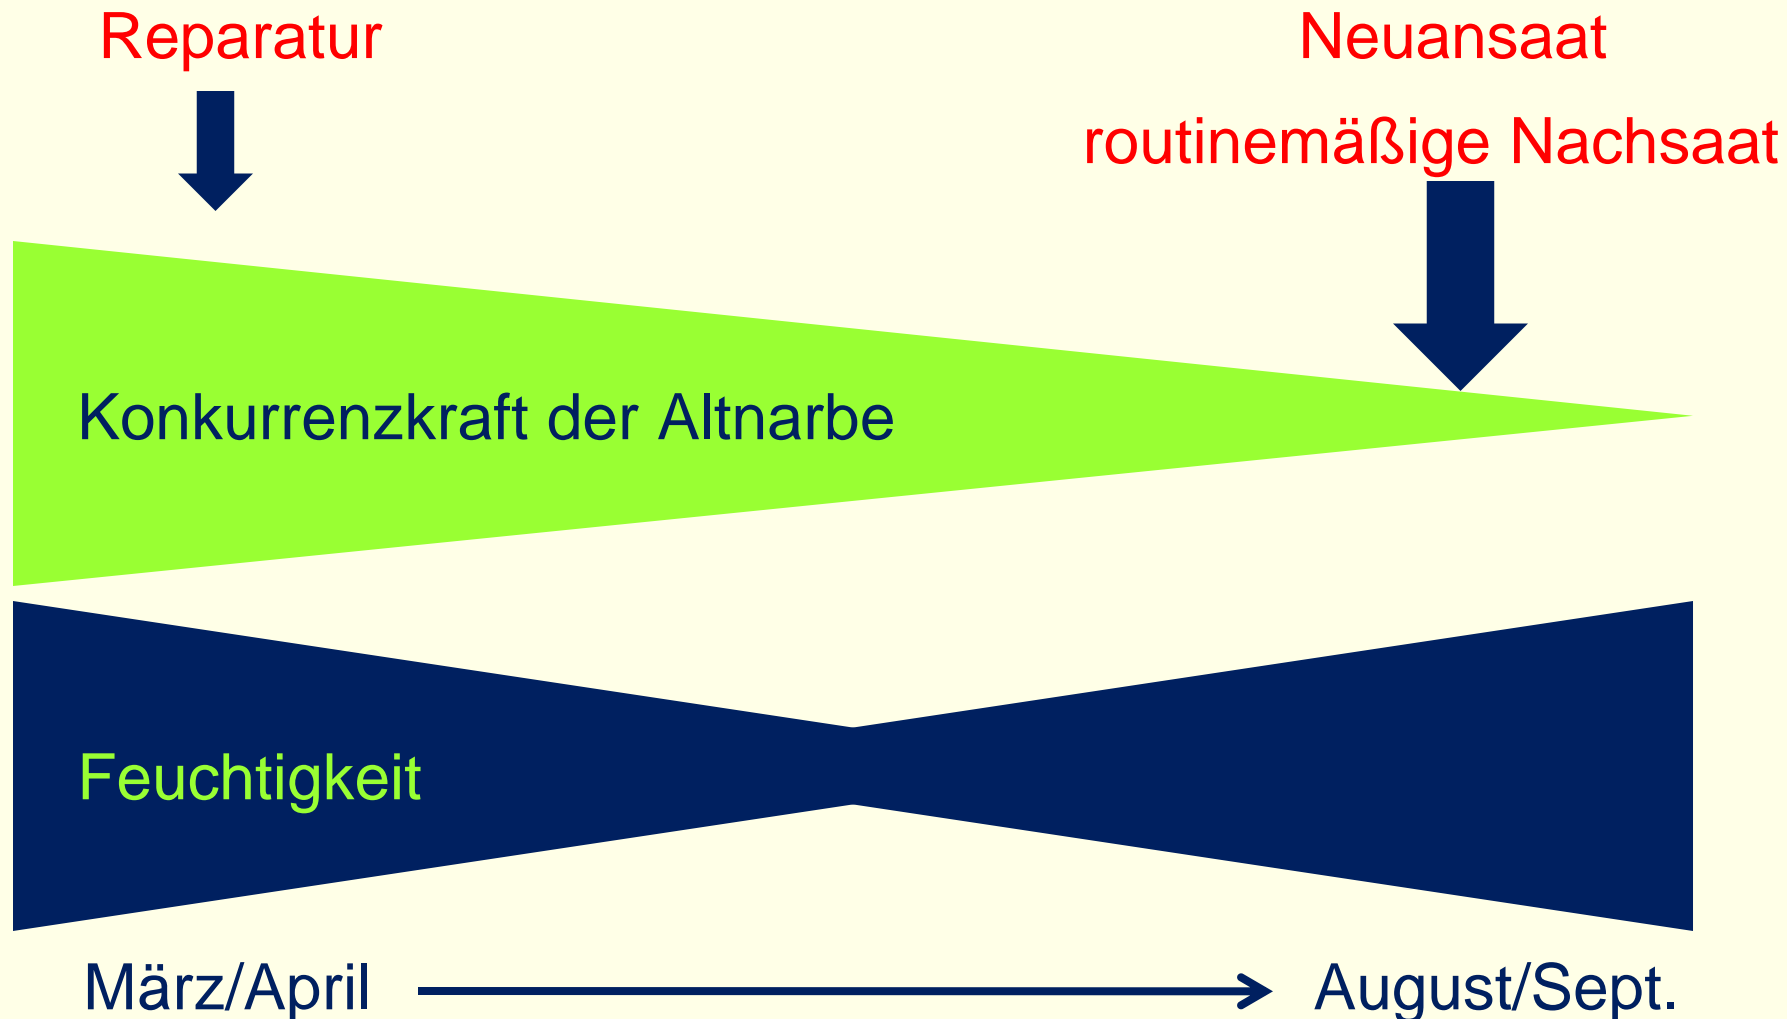 Reparatur
Neuansaat
routinemäßige Nachsaat
Konkurrenzkraft der Altnarbe
Feuchtigkeit
März/April
August/Sept.